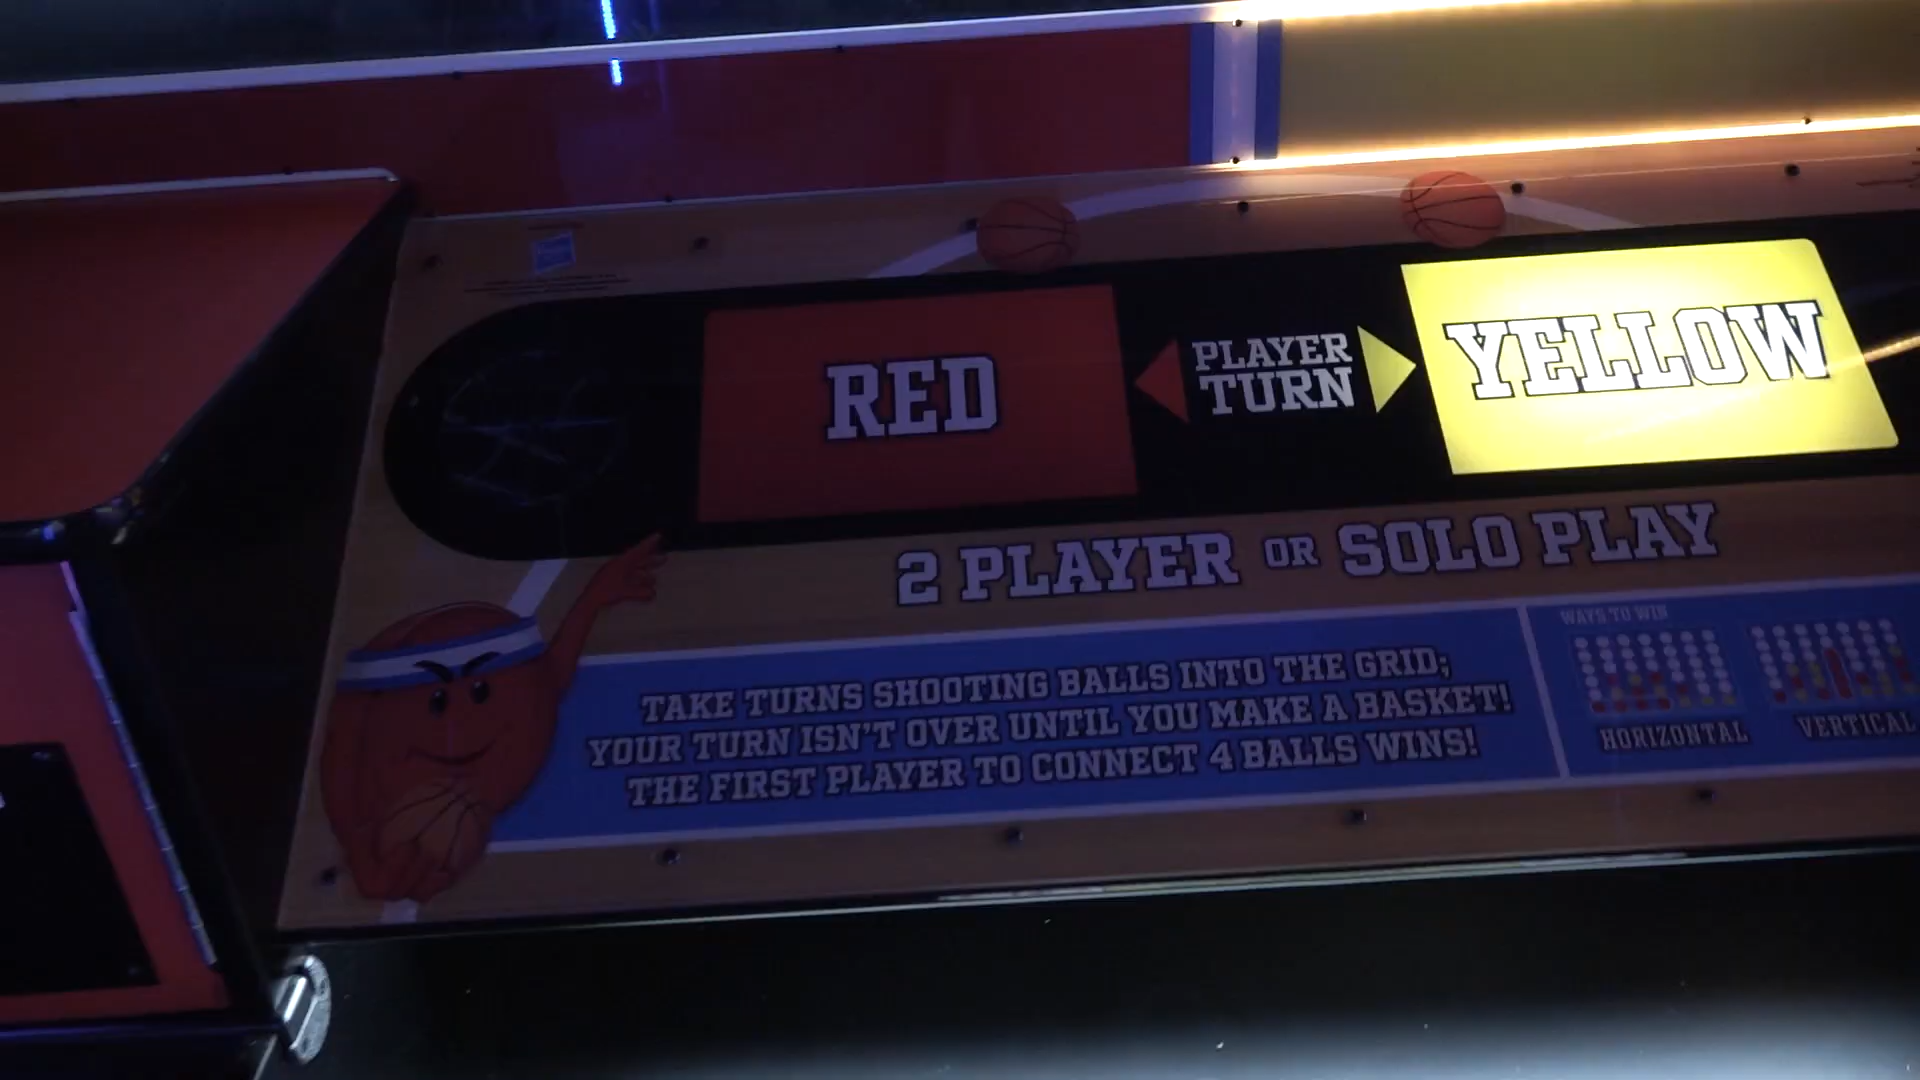 RED
PLAYER
TURN
YELLOW
2 PLAYER OR SOLO PLAY
TAKE TURNS SHOOTING BALLS INTO THE GRID;
YOUR TURN ISN'T OVER UNTIL YOU MAKE A BASKET!
THE FIRST PLAYER TO CONNECT 4 BALLS WINS!
WAYS TO WIN
HORIZONTAL
VERTICAL